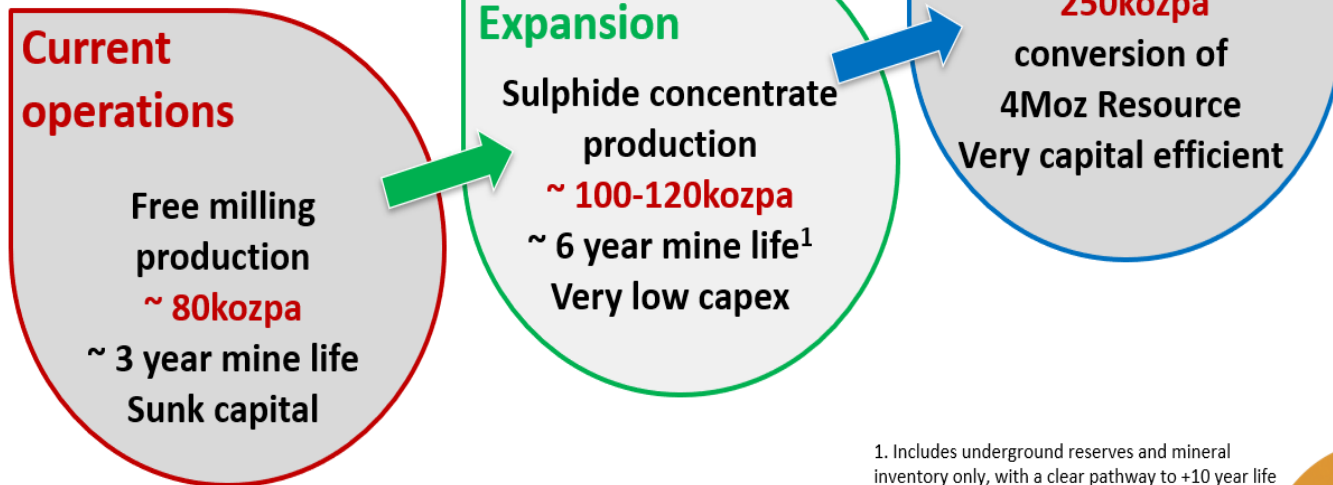 Current
operations
Free milling
production
~ 80kozpa
~ 3 year mine life
Sunk capital
Expansion
Sulphide concentrate
production
~ 100-120kozpa
~ 6 year mine life¹
Very low capex
250kozpa
conversion of
4Moz Resource
Very capital efficient
1. Includes underground reserves and mineral
inventory only, with a clear pathway to +10 year life